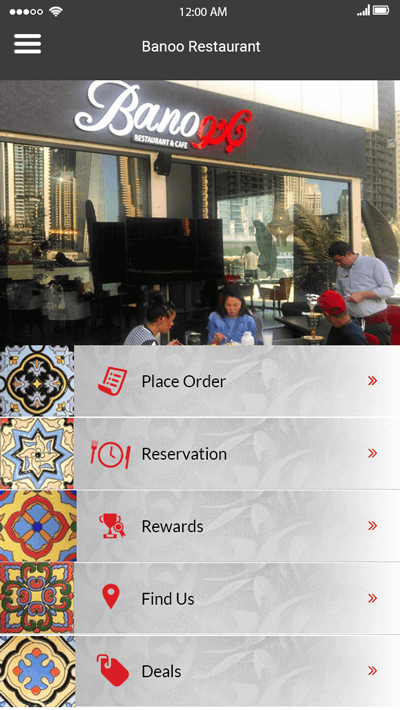 12:00 AM
Banoo Restaurant
Banoo
RESTAURANT & CAFE
Place Order
Reservation
Rewards
Find Us
Deals